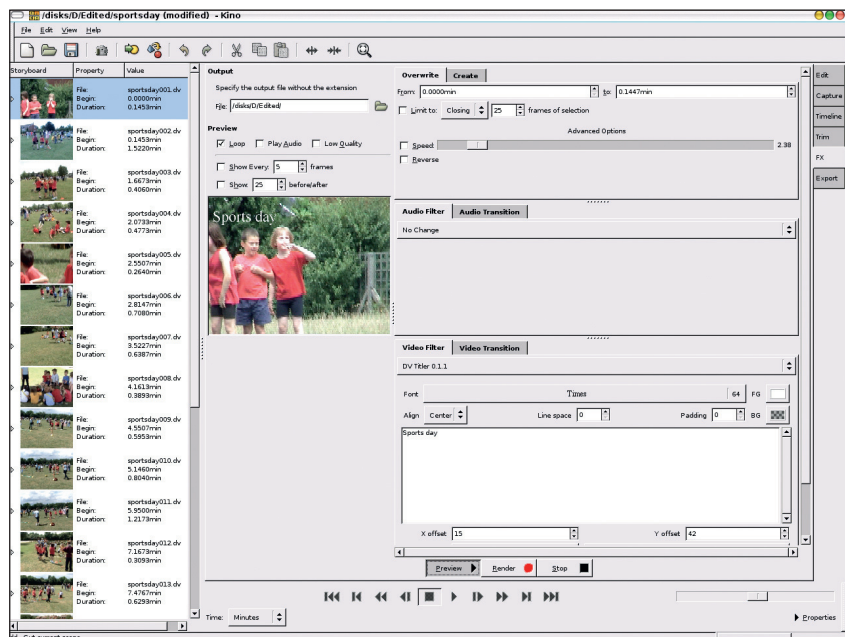 /disks/D/Edited/sportsday (modified) - Kino
File Edit View Help
Storyboard Property Value
File: sportsday001.dv
Begin: 0.0000min
Duration: 0.1453min
File: sportsday002.dv
Begin: 0.1453min
Duration: 1.5220min
File: sportsday003.dv
Begin: 1.6673min
Duration: 0.4060min
File: sportsday004.dv
Begin: 2.0733min
Duration: 0.4773min
File: sportsday005.dv
Begin: 2.5507min
Duration: 0.2640min
File: sportsday006.dv
Begin: 2.8147min
Duration: 0.7080min
File: sportsday007.dv
Begin: 3.5227min
Duration: 0.6387min
File: sportsday008.dv
Begin: 4.1613min
Duration: 0.3893min
File: sportsday009.dv
Begin: 4.5507min
Duration: 0.5953min
File: sportsday010.dv
Begin: 5.1460min
Duration: 0.8040min
File: sportsday011.dv
Begin: 5.9500min
Duration: 1.2173min
File: sportsday012.dv
Begin: 7.1673min
Duration: 0.3093min
File: sportsday013.dv
Begin: 7.4767min
Duration: 0.6293min
Output
Specify the output file without the extension
File: /disks/D/Edited/
Preview
Loop Play Audio Low Quality
Show Every: 5 frames
Show: 25 before/after
Sports day
Overwrite Create
From: 0.0000min to: 0.1447min
Limit to: Closing 25 frames of selection
Advanced Options
Speed: 2.38
Reverse
Audio Filter Audio Transition
No Change
Video Filter Video Transition
DV Titler 0.1.1
Font Times 64 FG
Align Center Line space 0 Padding 0 BG
Sports day
X offset 15 Y offset 42
Preview Render Stop
Edit
Capture
Timeline
Trim
FX
Export
Time: Minutes
Properties